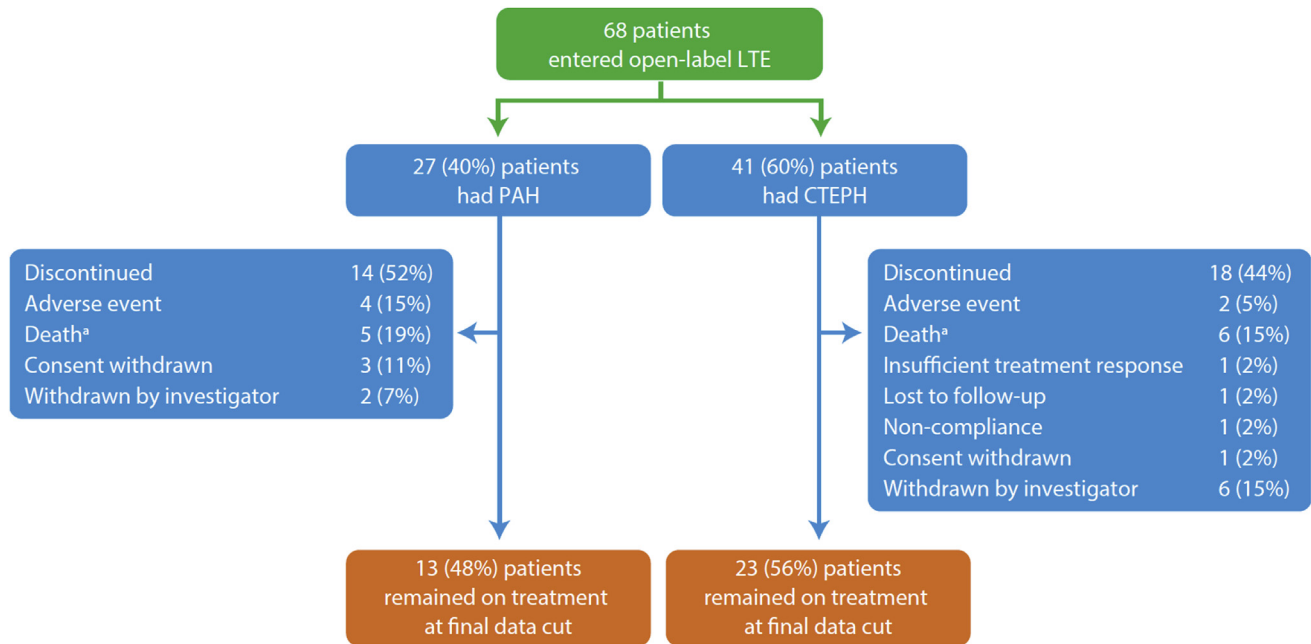 68 patients
entered open-label LTE
27 (40%) patients
had PAH
41 (60%) patients
had CTEPH
Discontinued 14 (52%)
Adverse event 4 (15%)
Deathᵃ 5 (19%)
Consent withdrawn 3 (11%)
Withdrawn by investigator 2 (7%)
Discontinued 18 (44%)
Adverse event 2 (5%)
Deathᵃ 6 (15%)
Insufficient treatment response 1 (2%)
Lost to follow-up 1 (2%)
Non-compliance 1 (2%)
Consent withdrawn 1 (2%)
Withdrawn by investigator 6 (15%)
13 (48%) patients
remained on treatment
at final data cut
23 (56%) patients
remained on treatment
at final data cut